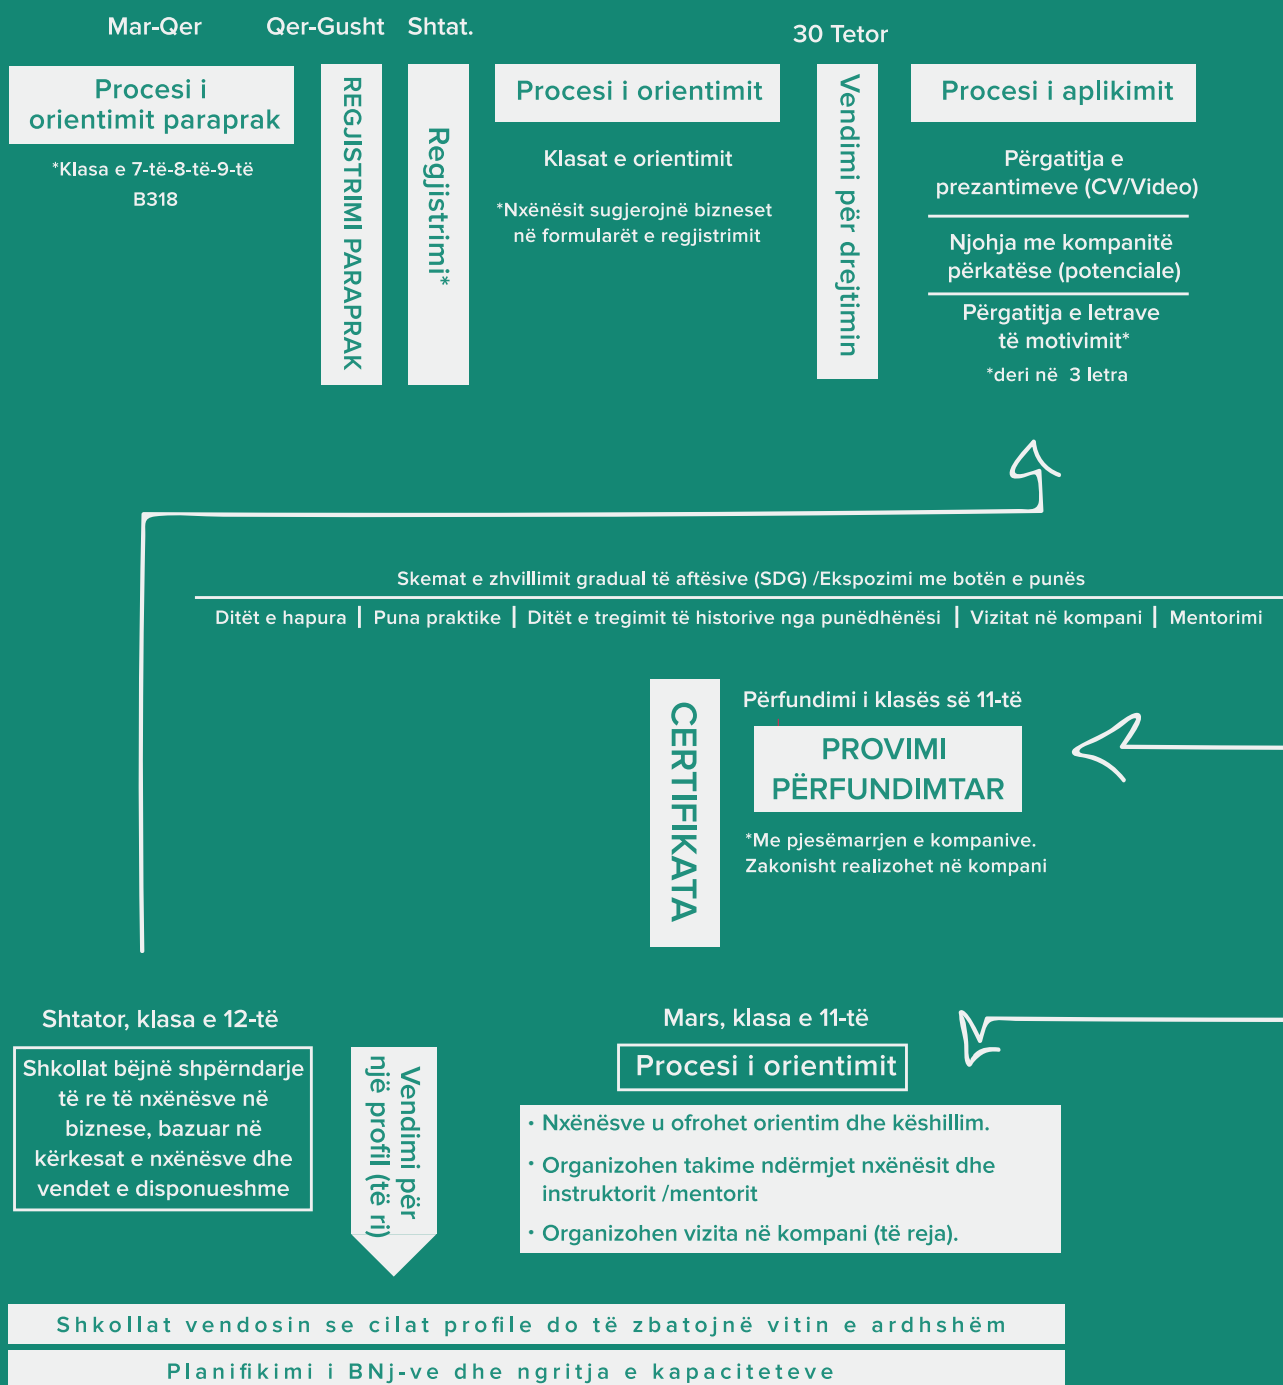 Mar-Qer
Qer-Gusht
Shtat.
30 Tetor
Procesi i
orientimit paraprak
*Klasa e 7-të-8-të-9-të
B318
REGJISTRIMI PARAPRAK
Regjistrimi*
Procesi i orientimit
Klasat e orientimit
*Nxënësit sugjerojnë bizneset
në formularët e regjistrimit
Vendimi për drejtimin
Procesi i aplikimit
Përgatitja e
prezantimeve (CV/Video)
Njohja me kompanitë
përkatëse (potenciale)
Përgatitja e letrave
të motivimit*
*deri në 3 letra
Skemat e zhvillimit gradual të aftësive (SDG) /Ekspozimi me botën e punës
Ditët e hapura | Puna praktike | Ditët e tregimit të historive nga punëdhënësi | Vizitat në kompani | Mentorimi
CERTIFIKATA
Përfundimi i klasës së 11-të
PROVIMI
PËRFUNDIMTAR
*Me pjesëmarrjen e kompanive.
Zakonisht realizohet në kompani
Shtator, klasa e 12-të
Shkollat bëjnë shpërndarje
të re të nxënësve në
biznese, bazuar në
kërkesat e nxënësve dhe
vendet e disponueshme
Vendimi për
një profil (të ri)
Mars, klasa e 11-të
Procesi i orientimit
• Nxënësve u ofrohet orientim dhe këshillim.
• Organizohen takime ndërmjet nxënësit dhe
instruktorit /mentorit
• Organizohen vizita në kompani (të reja).
Shkollat vendosin se cilat profile do të zbatojnë vitin e ardhshëm
Planifikimi i BNj-ve dhe ngritja e kapaciteteve